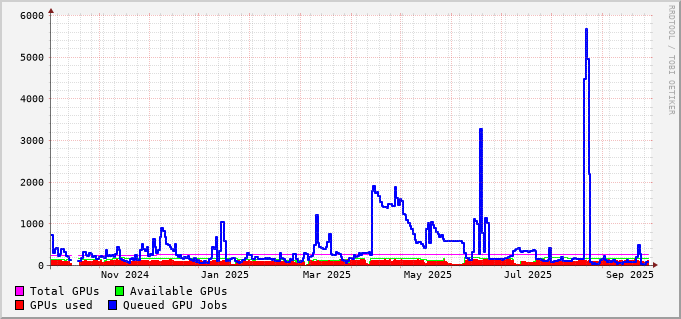 6000
5000
4000
3000
2000
1000
0
Nov 2024 Jan 2025 Mar 2025 May 2025 Jul 2025 Sep 2025
Total GPUs Available GPUs
GPUs used Queued GPU Jobs
RRDTOOL / TOBI OETIKER